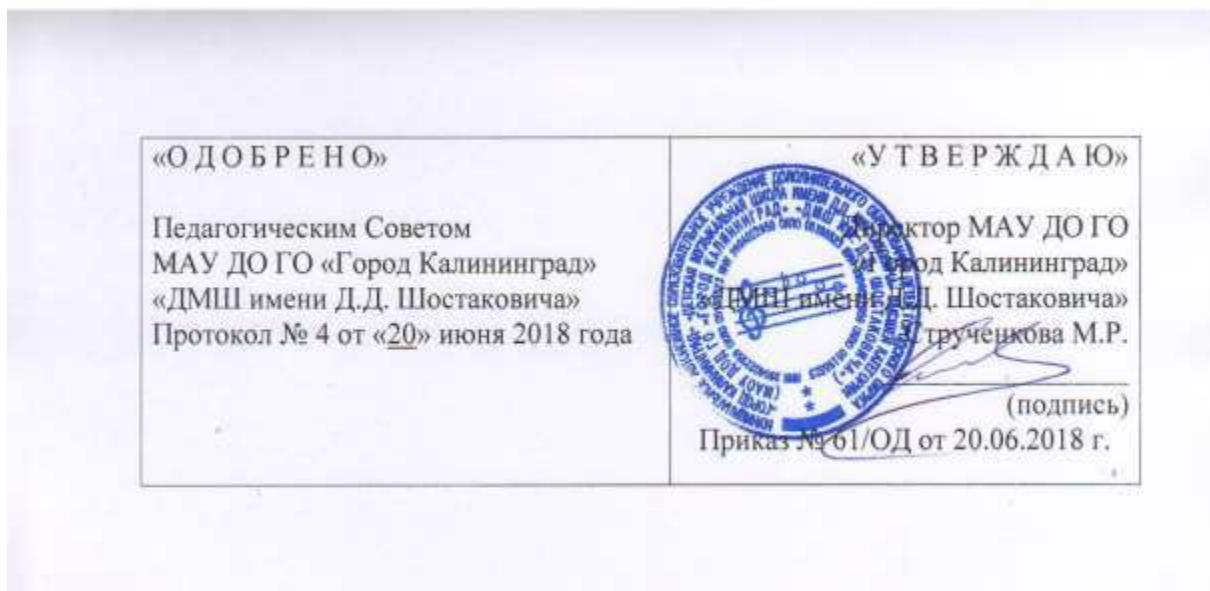 «О Д О Б Р Е Н О»
Педагогическим Советом
МАУ ДО ГО «Город Калининград»
«ДМШ имени Д.Д. Шостаковича»
Протокол № 4 от «20» июня 2018 года
«У Т В Е Р Ж Д А Ю»
Директор МАУ ДО ГО
«Город Калининград»
«ДМШ имени Д.Д. Шостаковича»
Струченкова М.Р.
(подпись)
Приказ № 61/ОД от 20.06.2018 г.